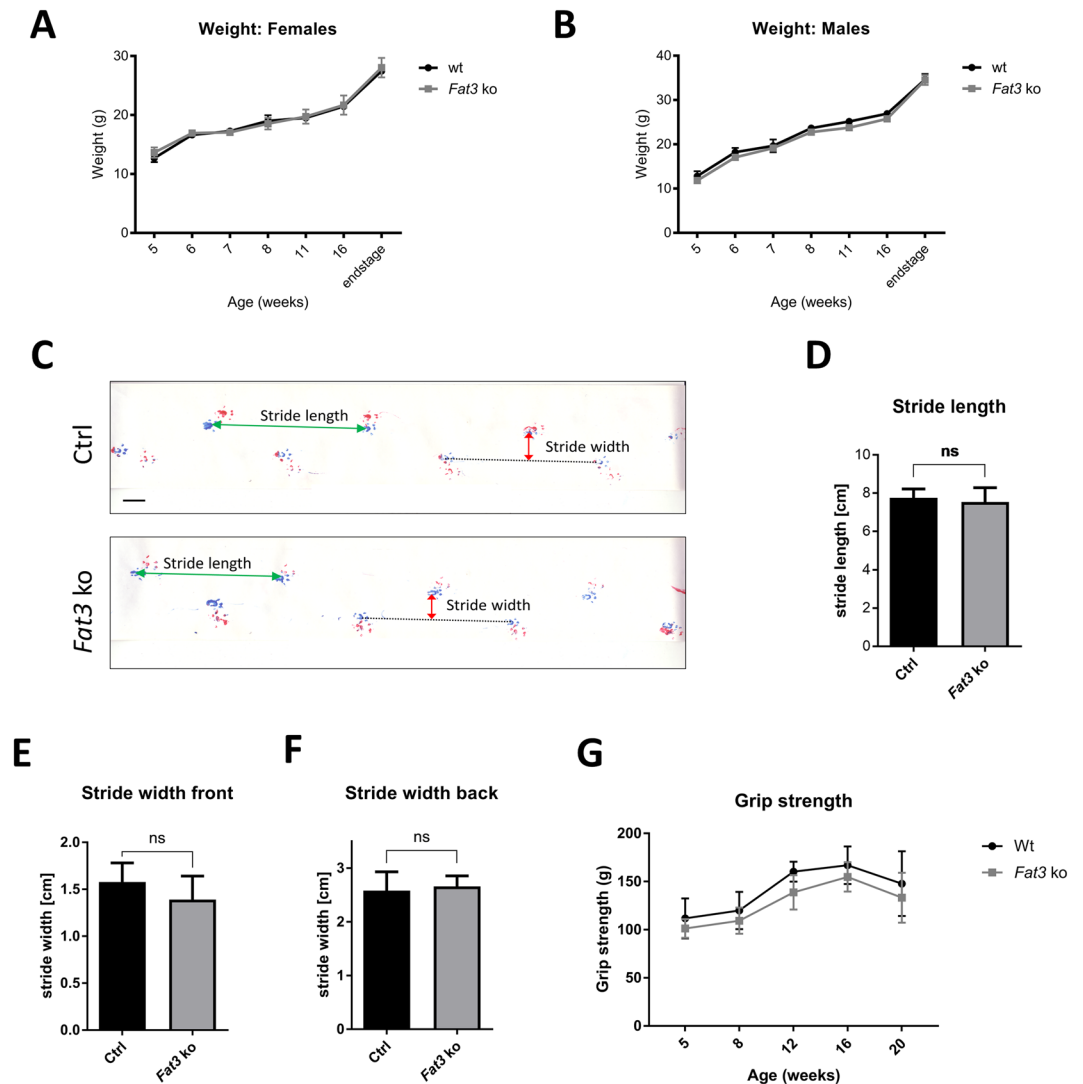 A
Weight: Females
30
20
10
0
Weight (g)
5
6
7
8
11
16
endstage
Age (weeks)
wt
Fat3 ko
B
Weight: Males
40
30
20
10
0
Weight (g)
5
6
7
8
11
16
endstage
Age (weeks)
wt
Fat3 ko
C
Ctrl
Stride length
Stride width
Fat3 ko
Stride length
Stride width
D
Stride length
ns
10
8
6
4
2
0
stride length [cm]
Ctrl
Fat3 ko
E
Stride width front
ns
2.0
1.5
1.0
0.5
0.0
stride width [cm]
Ctrl
Fat3 ko
F
Stride width back
ns
3
2
1
0
stride width [cm]
Ctrl
Fat3 ko
G
Grip strength
200
150
100
50
0
Grip strength (g)
5
8
12
16
20
Age (weeks)
Wt
Fat3 ko